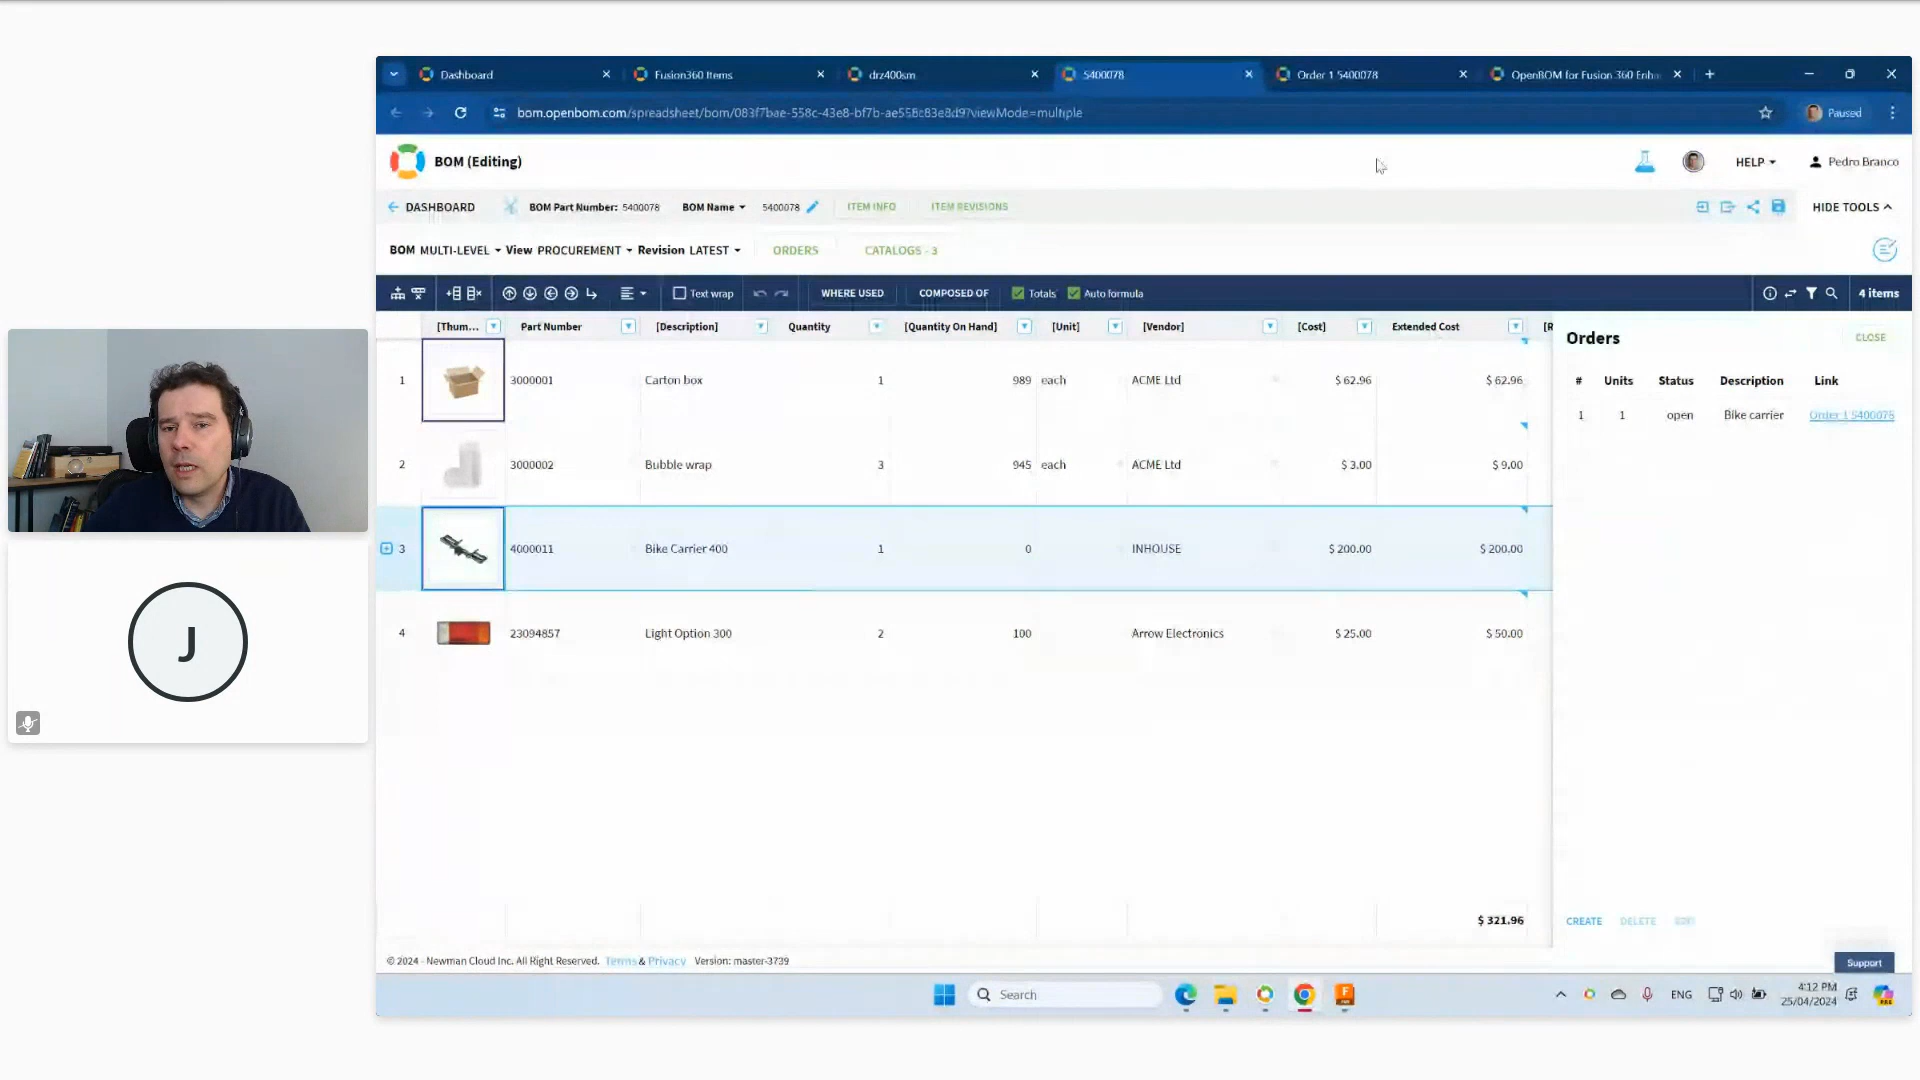 Dashboard
Fusion360 Items
drz400sm
5400078
Order 1 5400078
OpenBOM for Fusion 360 Enha
bom.openbom.com/spreadsheet/bom/083f7bae-558c-43e8-bf7b-ae558c83e8d9?viewMode=multiple
Paused
BOM (Editing)
HELP
Pedro Branco
DASHBOARD
BOM Part Number: 5400078
BOM Name
5400078
ITEM INFO
ITEM REVISIONS
HIDE TOOLS
BOM MULTI-LEVEL
View PROCUREMENT
Revision LATEST
ORDERS
CATALOGS - 3
Text wrap
WHERE USED
COMPOSED OF
Totals
Auto formula
4 items
[Thum... Part Number [Description] Quantity [Quantity On Hand] [Unit] [Vendor] [Cost] Extended Cost [R
1 3000001 Carton box 1 989 each ACME Ltd $ 62.96 $ 62.96
2 3000002 Bubble wrap 3 945 each ACME Ltd $ 3.00 $ 9.00
3 4000011 Bike Carrier 400 1 0 INHOUSE $ 200.00 $ 200.00
4 23094857 Light Option 300 2 100 Arrow Electronics $ 25.00 $ 50.00
$ 321.96
Orders
CLOSE
# Units Status Description Link
1 1 open Bike carrier Order 1 5400078
CREATE
DELETE
J
© 2024 - Newman Cloud Inc. All Right Reserved. Terms & Privacy Version: master-3739
Support
Search
ENG
4:12 PM
25/04/2024